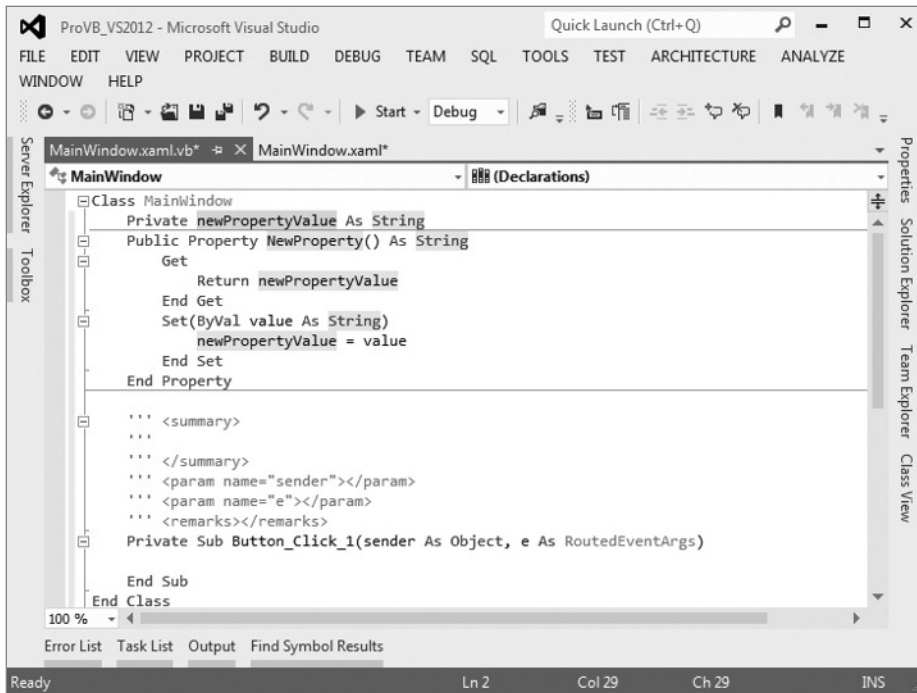 ProVB_VS2012 - Microsoft Visual Studio
Quick Launch (Ctrl+Q)
FILE EDIT VIEW PROJECT BUILD DEBUG TEAM SQL TOOLS TEST ARCHITECTURE ANALYZE
WINDOW HELP
Start Debug
Server Explorer
Toolbox
MainWindow.xaml.vb* MainWindow.xaml*
MainWindow (Declarations)
Class MainWindow
Private newPropertyValue As String
Public Property NewProperty() As String
Get
Return newPropertyValue
End Get
Set(ByVal value As String)
newPropertyValue = value
End Set
End Property
''' <summary>
'''
''' </summary>
''' <param name="sender"></param>
''' <param name="e"></param>
''' <remarks></remarks>
Private Sub Button_Click_1(sender As Object, e As RoutedEventArgs)
End Sub
End Class
100 %
Properties
Solution Explorer
Team Explorer
Class View
Error List Task List Output Find Symbol Results
Ready Ln 2 Col 29 Ch 29 INS